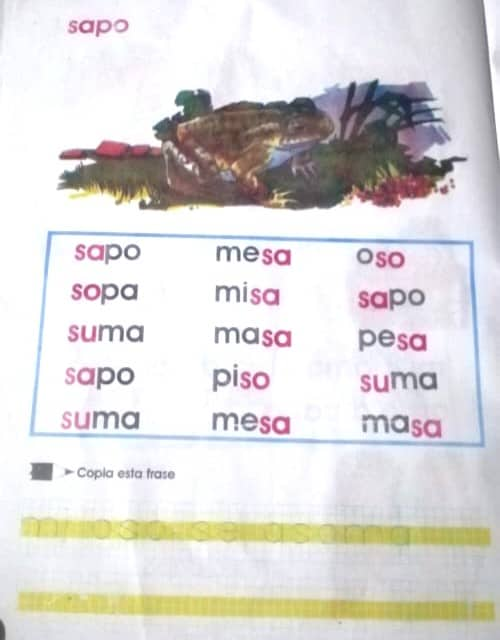 sapo
sapo mesa oso
sopa misa sapo
suma masa pesa
sapo piso suma
suma mesa masa
Copia esta frase
mi oso se asoma